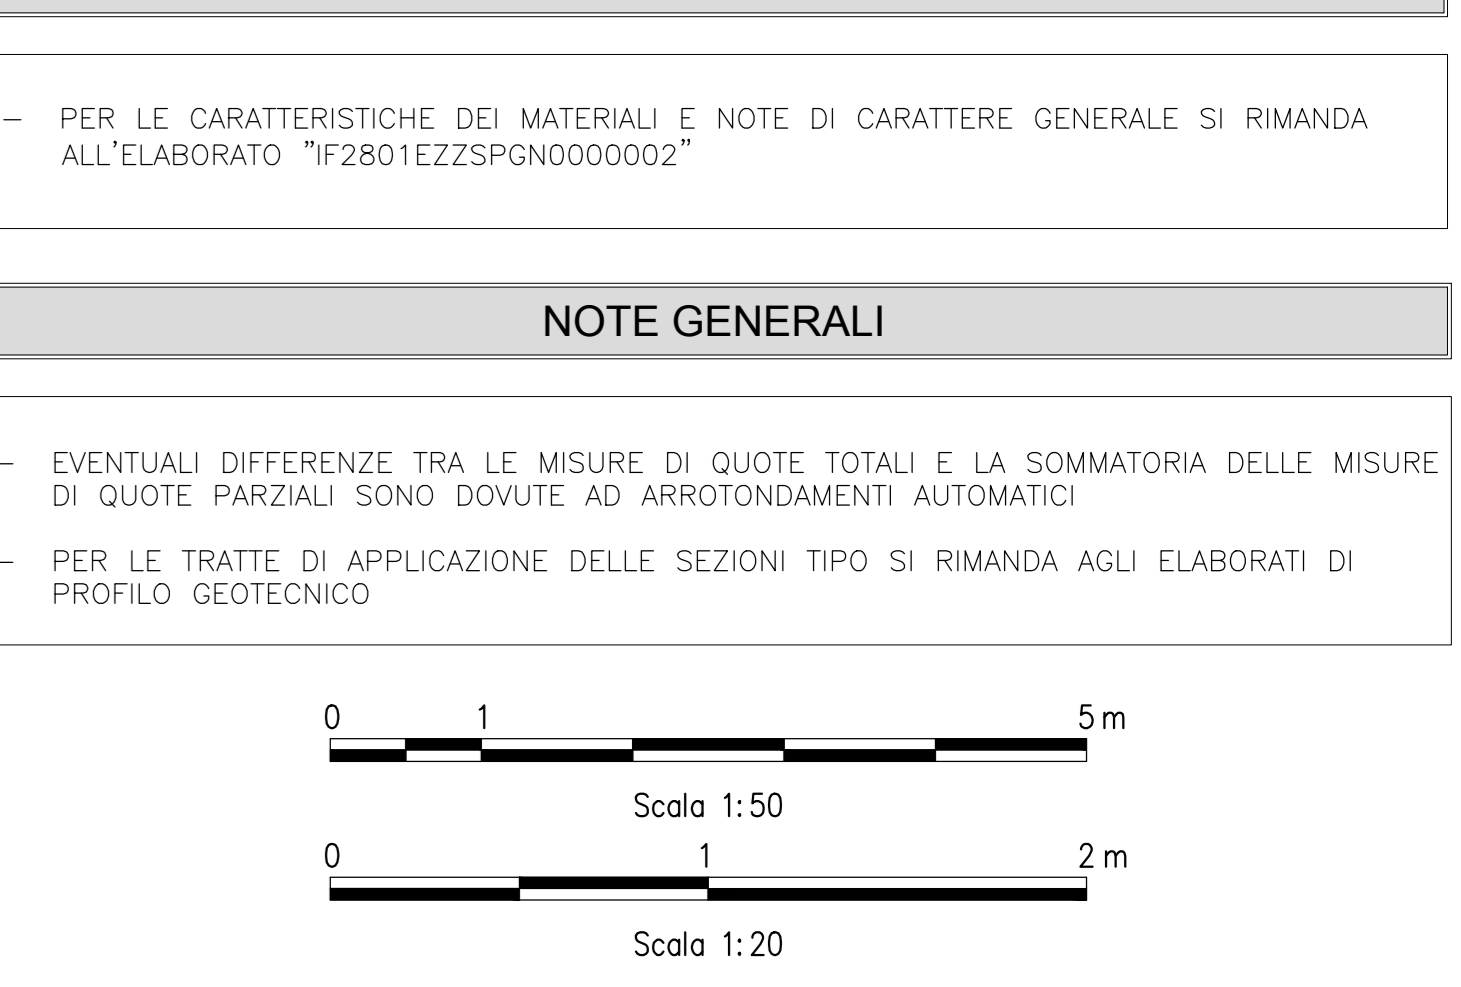 – PER LE CARATTERISTICHE DEI MATERIALI E NOTE DI CARATTERE GENERALE SI RIMANDA
ALL'ELABORATO "IF2801EZZSPGN0000002"
NOTE GENERALI
– EVENTUALI DIFFERENZE TRA LE MISURE DI QUOTE TOTALI E LA SOMMATORIA DELLE MISURE
DI QUOTE PARZIALI SONO DOVUTE AD ARROTONDAMENTI AUTOMATICI
– PER LE TRATTE DI APPLICAZIONE DELLE SEZIONI TIPO SI RIMANDA AGLI ELABORATI DI
PROFILO GEOTECNICO
0 1 5 m
Scala 1:50
0 1 2 m
Scala 1:20